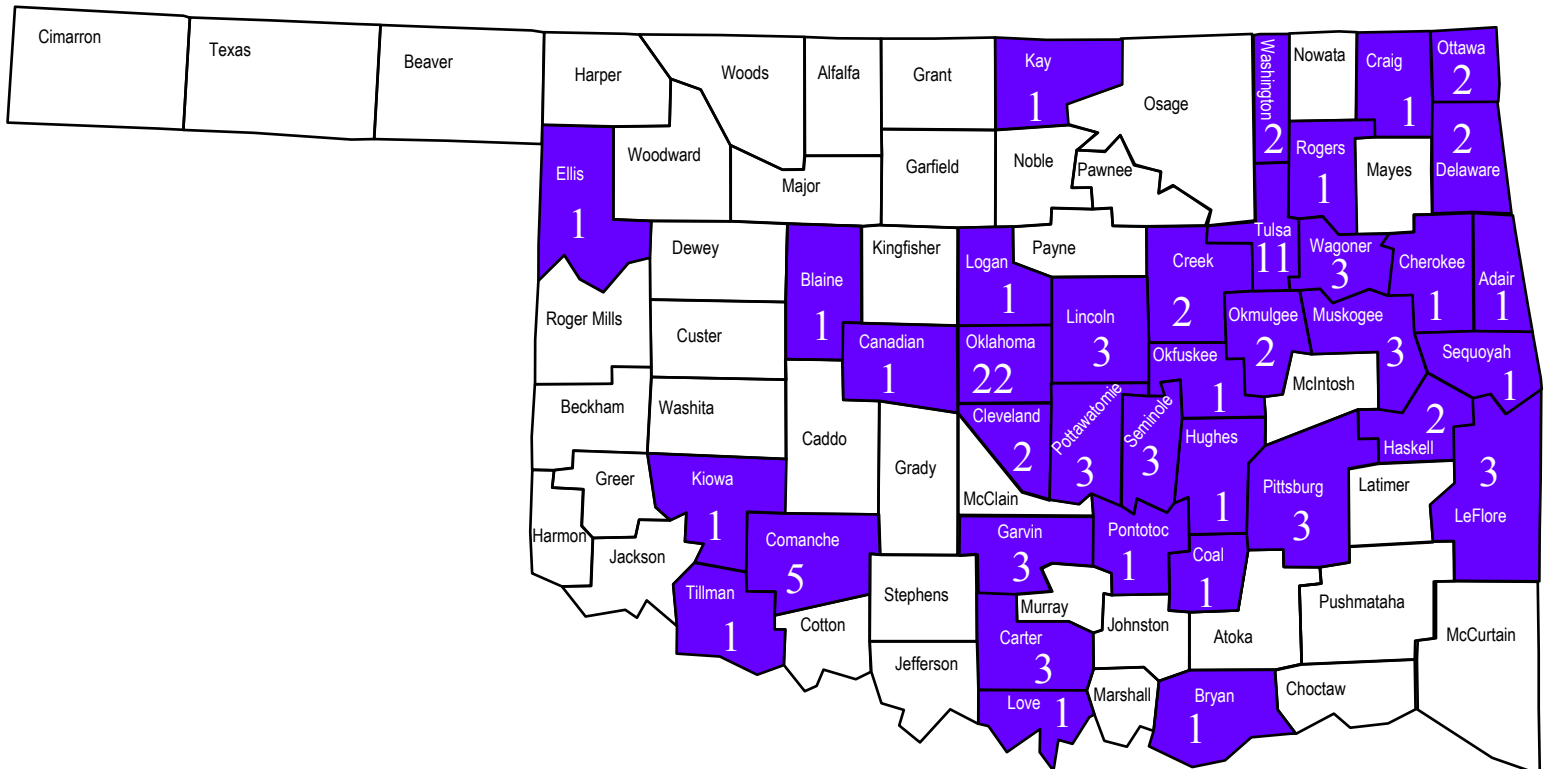 Cimarron
Texas
Beaver
Harper
Woods
Alfalfa
Grant
Kay
1
Osage
Washington
2
Nowata
Craig
1
Ottawa
2
Ellis
1
Woodward
Major
Garfield
Noble
Pawnee
Rogers
1
Mayes
2
Delaware
Dewey
Blaine
1
Kingfisher
Logan
1
Payne
Creek
2
Tulsa
11
Wagoner
3
Cherokee
1
Adair
1
Roger Mills
Custer
Canadian
1
Oklahoma
22
Lincoln
3
Okfuskee
1
Okmulgee
2
Muskogee
3
Sequoyah
1
McIntosh
Beckham
Washita
Caddo
Grady
Cleveland
2
McClain
Pottawatomie
3
Seminole
3
Hughes
1
2
Haskell
Pittsburg
3
Latimer
3
LeFlore
Greer
Harmon
Kiowa
1
Jackson
Comanche
5
Tillman
1
Cotton
Stephens
Garvin
3
Pontotoc
1
Coal
1
Murray
Johnston
Atoka
Pushmataha
McCurtain
Jefferson
Carter
3
Love
1
Marshall
Bryan
1
Choctaw